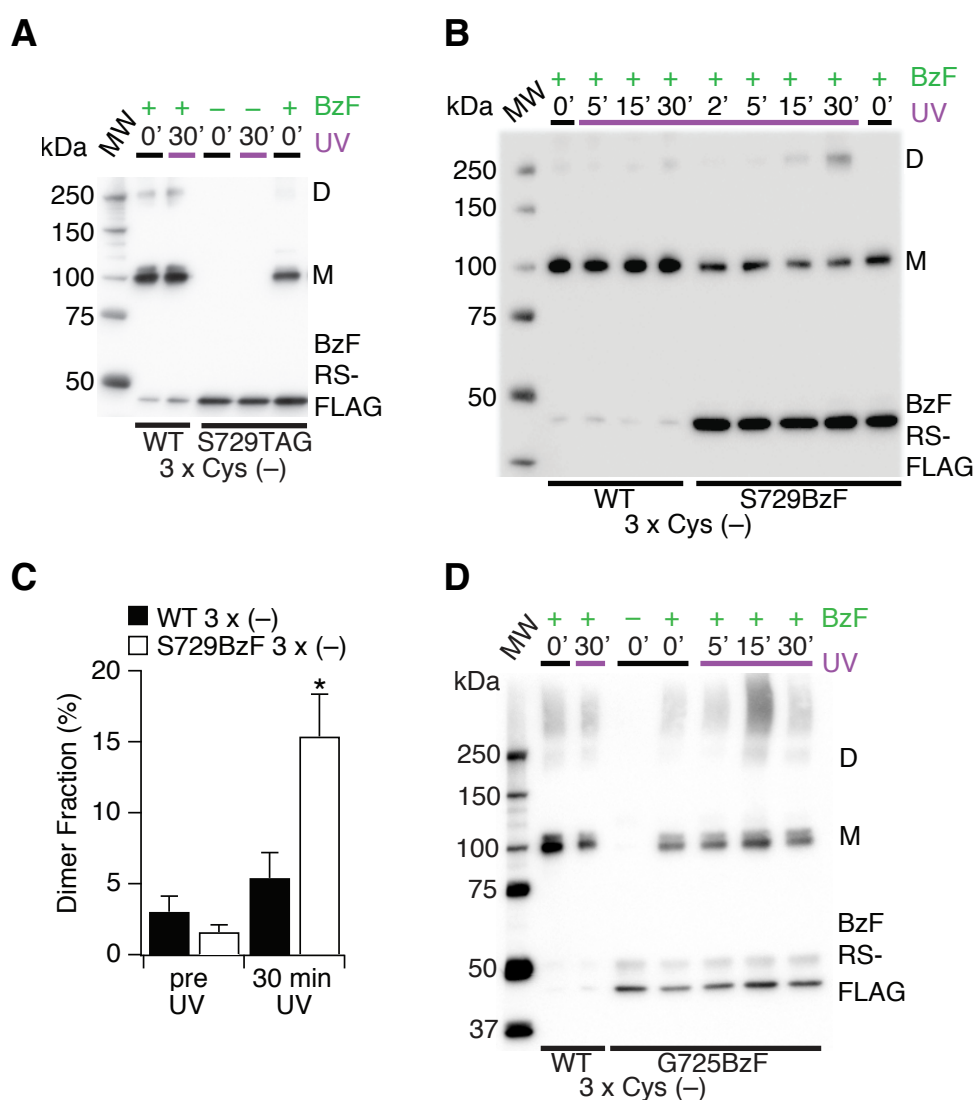 A
MW
+ + – – + BzF
0' 30' 0' 30' 0' UV
kDa
250
150
100
75
50
D
M
BzF
RS-
FLAG
WT S729TAG
3 x Cys (–)
B
MW
+ + + + + + + + + BzF
kDa 0' 5' 15' 30' 2' 5' 15' 30' 0' UV
250
150
100
75
50
D
M
BzF
RS-
FLAG
WT S729BzF
3 x Cys (–)
C
WT 3 x (–)
S729BzF 3 x (–)
Dimer Fraction (%)
20
15
10
5
0
*
pre
UV
30 min
UV
D
MW
+ + – + + + + BzF
0' 30' 0' 0' 5' 15' 30' UV
kDa
250
150
100
75
50
37
D
M
BzF
RS-
FLAG
WT G725BzF
3 x Cys (–)